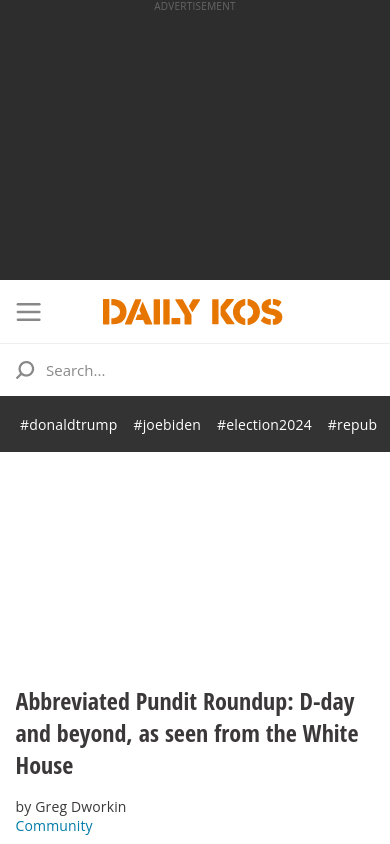 ADVERTISEMENT
DAILY KOS
Search...
#donaldtrump #joebiden #election2024 #repub
Abbreviated Pundit Roundup: D-day
and beyond, as seen from the White
House
by Greg Dworkin
Community